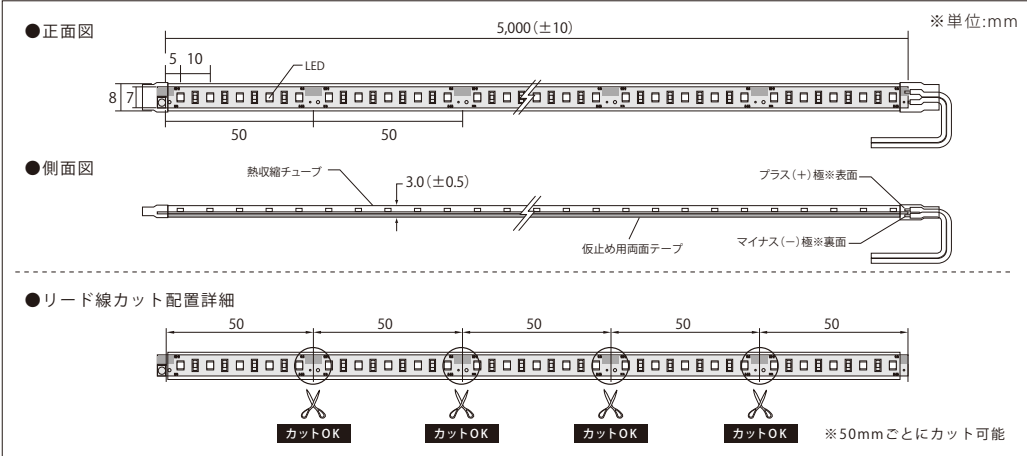 ●正面図
※単位:mm
5,000(±10)
5 10
LED
8 7
50 50
●側面図
熱収縮チューブ
3.0(±0.5)
プラス(+)極※表面
仮止め用両面テープ
マイナス(−)極※裏面
●リード線カット配置詳細
50 50 50 50 50
カットOK カットOK カットOK カットOK
※50mmごとにカット可能